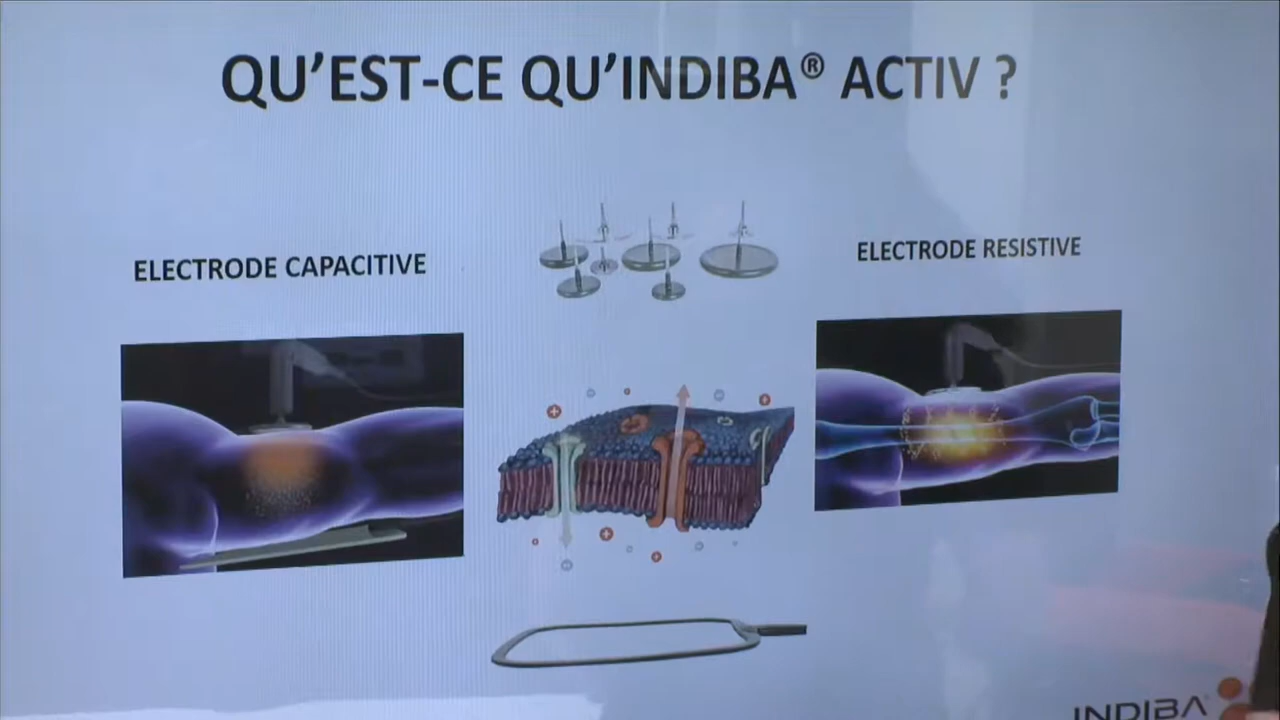 QU'EST-CE QU'INDIBA® ACTIV ?
ELECTRODE CAPACITIVE
ELECTRODE RESISTIVE
INDIBA®